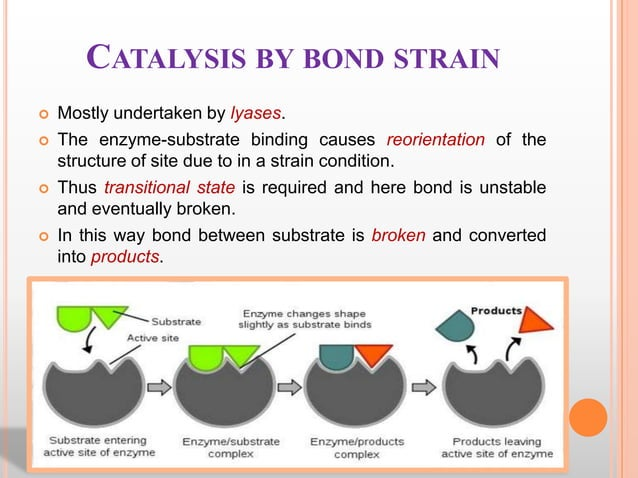 CATALYSIS BY BOND STRAIN
Mostly undertaken by lyases.
The enzyme-substrate binding causes reorientation of the
structure of site due to in a strain condition.
Thus transitional state is required and here bond is unstable
and eventually broken.
In this way bond between substrate is broken and converted
into products.
Substrate
Active site
Enzyme changes shape
slightly as substrate binds
Products
Substrate entering
active site of enzyme
Enzyme/substrate
complex
Enzyme/products
complex
Products leaving
active site of enzyme